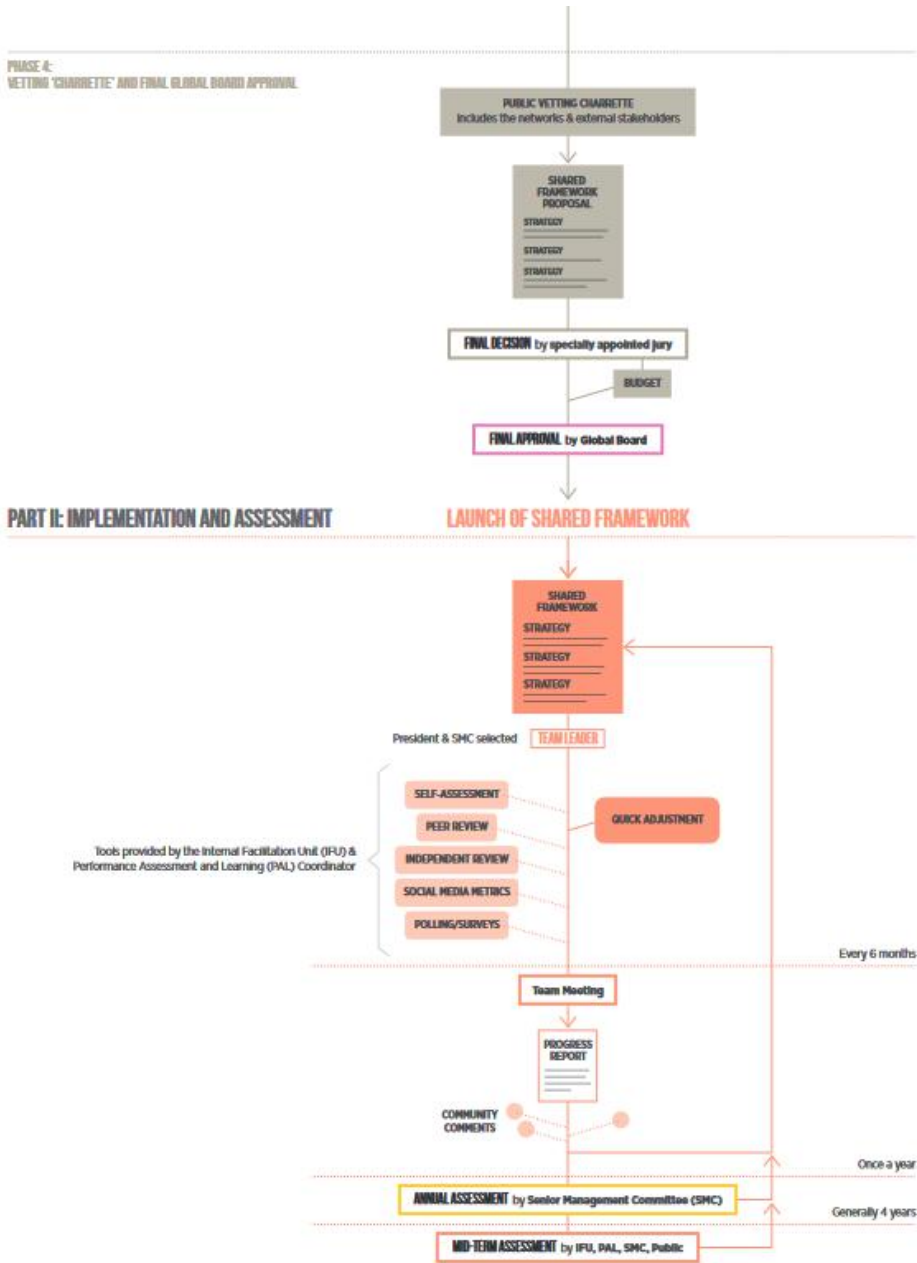 PHASE 4:
VETTING 'CHARRETTE' AND FINAL GLOBAL BOARD APPROVAL
PUBLIC VETTING CHARRETTE
includes the networks & external stakeholders
SHARED
FRAMEWORK
PROPOSAL
STRATEGY
STRATEGY
STRATEGY
FINAL DECISION by specially appointed jury
BUDGET
FINAL APPROVAL by Global Board
PART II: IMPLEMENTATION AND ASSESSMENT
LAUNCH OF SHARED FRAMEWORK
SHARED
FRAMEWORK
STRATEGY
STRATEGY
STRATEGY
President & SMC selected
TEAM LEADER
SELF-ASSESSMENT
PEER REVIEW
INDEPENDENT REVIEW
SOCIAL MEDIA METRICS
POLLING/SURVEYS
QUICK ADJUSTMENT
Tools provided by the Internal Facilitation Unit (IFU) &
Performance Assessment and Learning (PAL) Coordinator
Every 6 months
Team Meeting
PROGRESS
REPORT
COMMUNITY
COMMENTS
Once a year
ANNUAL ASSESSMENT by Senior Management Committee (SMC)
Generally 4 years
MID-TERM ASSESSMENT by IFU, PAL, SMC, Public